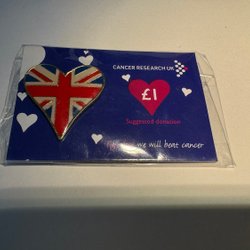 CANCER RESEARCH UK
£1
Suggested donation
we will beat cancer